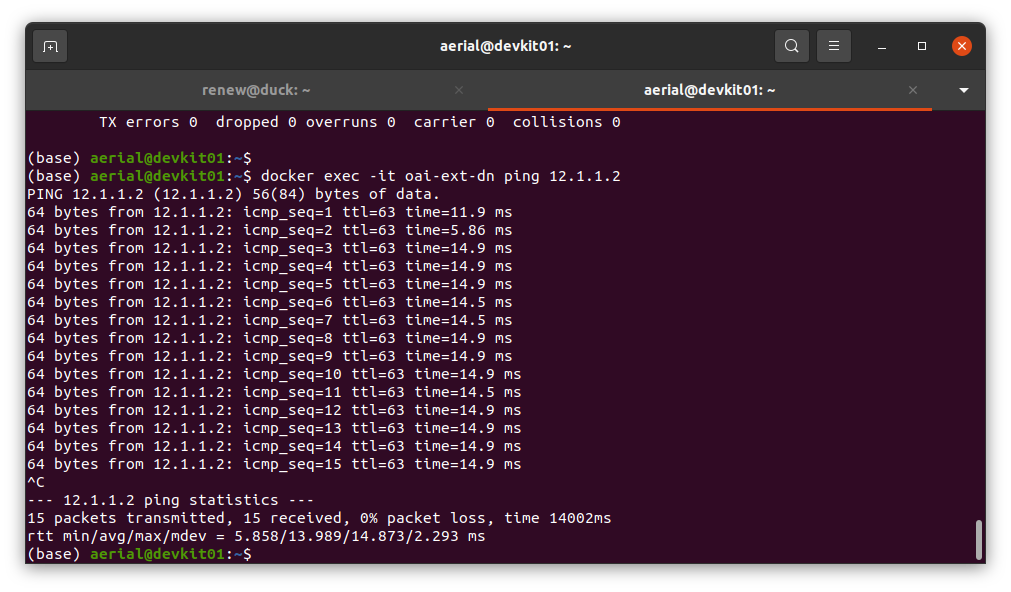 aerial@devkit01: ~
renew@duck: ~
aerial@devkit01: ~
TX errors 0  dropped 0 overruns 0  carrier 0  collisions 0
(base) aerial@devkit01:~$
(base) aerial@devkit01:~$ docker exec -it oai-ext-dn ping 12.1.1.2
PING 12.1.1.2 (12.1.1.2) 56(84) bytes of data.
64 bytes from 12.1.1.2: icmp_seq=1 ttl=63 time=11.9 ms
64 bytes from 12.1.1.2: icmp_seq=2 ttl=63 time=5.86 ms
64 bytes from 12.1.1.2: icmp_seq=3 ttl=63 time=14.9 ms
64 bytes from 12.1.1.2: icmp_seq=4 ttl=63 time=14.9 ms
64 bytes from 12.1.1.2: icmp_seq=5 ttl=63 time=14.9 ms
64 bytes from 12.1.1.2: icmp_seq=6 ttl=63 time=14.5 ms
64 bytes from 12.1.1.2: icmp_seq=7 ttl=63 time=14.5 ms
64 bytes from 12.1.1.2: icmp_seq=8 ttl=63 time=14.9 ms
64 bytes from 12.1.1.2: icmp_seq=9 ttl=63 time=14.9 ms
64 bytes from 12.1.1.2: icmp_seq=10 ttl=63 time=14.9 ms
64 bytes from 12.1.1.2: icmp_seq=11 ttl=63 time=14.5 ms
64 bytes from 12.1.1.2: icmp_seq=12 ttl=63 time=14.9 ms
64 bytes from 12.1.1.2: icmp_seq=13 ttl=63 time=14.9 ms
64 bytes from 12.1.1.2: icmp_seq=14 ttl=63 time=14.9 ms
64 bytes from 12.1.1.2: icmp_seq=15 ttl=63 time=14.9 ms
^C
--- 12.1.1.2 ping statistics ---
15 packets transmitted, 15 received, 0% packet loss, time 14002ms
rtt min/avg/max/mdev = 5.858/13.989/14.873/2.293 ms
(base) aerial@devkit01:~$